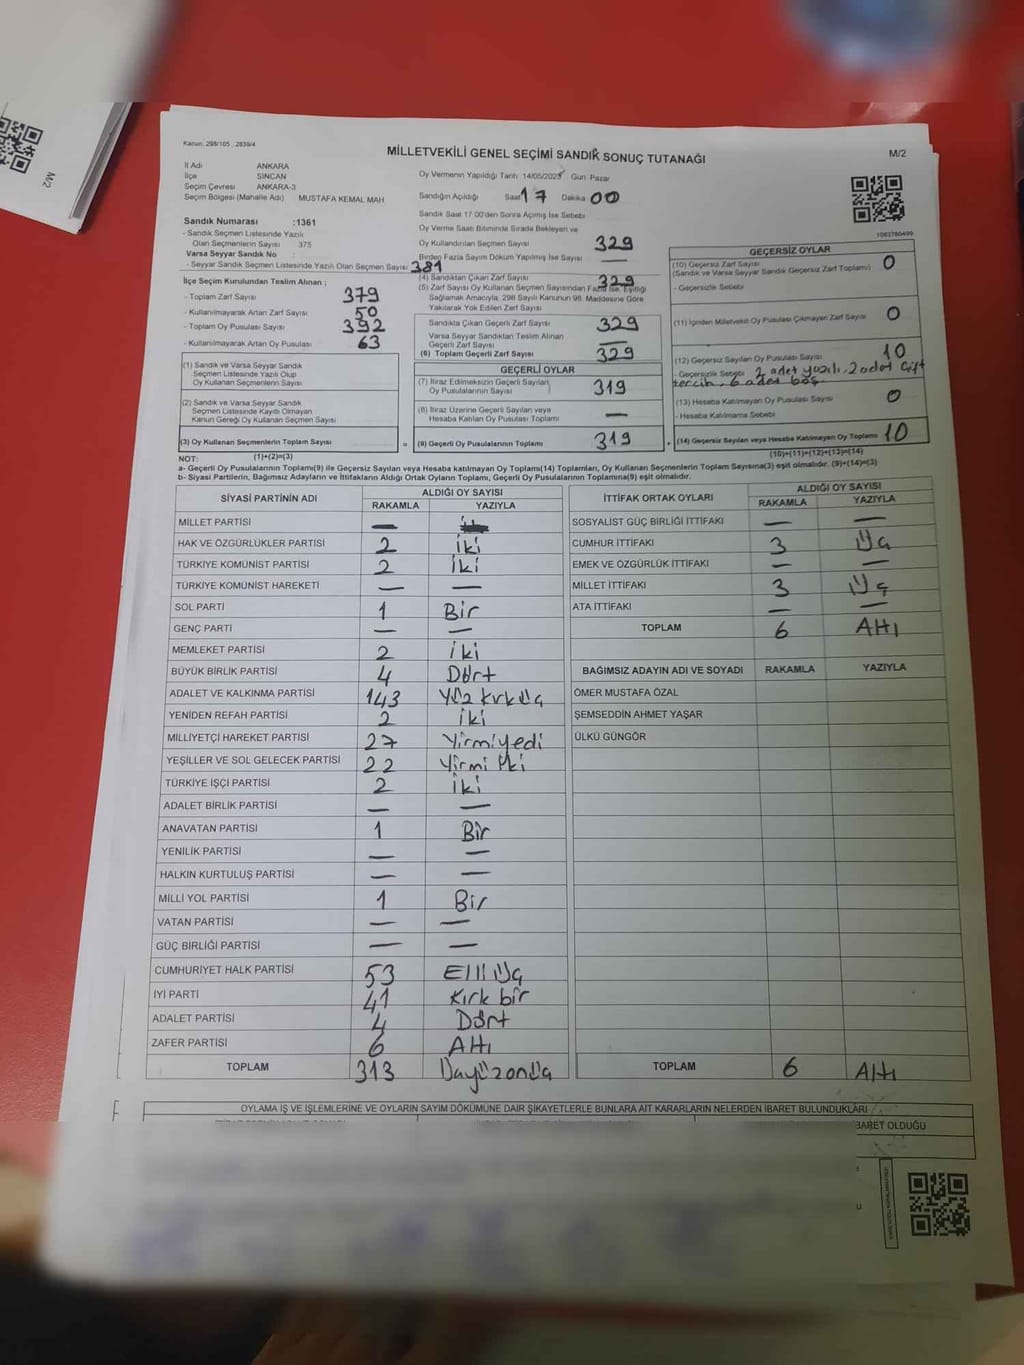 Kanun: 298/105 , 2839/4
MİLLETVEKİLİ GENEL SEÇİMİ SANDIK SONUÇ TUTANAĞI
M/2
İl Adı ANKARA
İlçe SİNCAN
Seçim Çevresi ANKARA-3
Seçim Bölgesi (Mahalle Adı) MUSTAFA KEMAL MAH
Oy Vermenin Yapıldığı Tarih 14/05/2023 Gün Pazar
Sandığın Açıldığı Saat 17 Dakika 00
Sandık Saat 17 00'den Sonra Açılmış İse Sebebi
Sandık Numarası :1361
- Sandık Seçmen Listesinde Yazılı
Olan Seçmenlerin Sayısı 375
Varsa Seyyar Sandık No
- Seyyar Sandık Seçmen Listesinde Yazılı Olan Seçmen Sayısı 381
Oy Verme Saati Bitiminde Sırada Bekleyen ve
Oy Kullandırılan Seçmen Sayısı 329
Birden Fazla Sayım Döküm Yapılmış İse Sayısı —
1083780499
İlçe Seçim Kurulundan Teslim Alınan ;
- Toplam Zarf Sayısı 379
- Kullanılmayarak Artan Zarf Sayısı 50
- Toplam Oy Pusulası Sayısı 392
- Kullanılmayarak Artan Oy Pusulası 63
(4) Sandıktan Çıkan Zarf Sayısı 329
(5) Zarf Sayısı Oy Kullanan Seçmen Sayısından Fazla İse, Eşitliği
Sağlamak Amacıyla, 298 Sayılı Kanunun 98. Maddesine Göre
Yakılarak Yok Edilen Zarf Sayısı
Sandıkta Çıkan Geçerli Zarf Sayısı 329
Varsa Seyyar Sandıktan Teslim Alınan
Geçerli Zarf Sayısı —
(6) Toplam Geçerli Zarf Sayısı 329
GEÇERSİZ OYLAR
(10) Geçersiz Zarf Sayısı 0
(Sandık ve Varsa Seyyar Sandık Geçersiz Zarf Toplamı)
- Geçersizlik Sebebi
(11) İçinden Milletvekili Oy Pusulası Çıkmayan Zarf Sayısı 0
(12) Geçersiz Sayılan Oy Pusulası Sayısı 10
- Geçersizlik Sebebi 2 adet yazılı, 2 adet çift
tercih, 6 adet boş.
(13) Hesaba Katılmayan Oy Pusulası Sayısı 0
- Hesaba Katılmama Sebebi
(14) Geçersiz Sayılan veya Hesaba Katılmayan Oy Toplamı 10
(10)+(11)+(12)+(13)=(14)
(1) Sandık ve Varsa Seyyar Sandık
Seçmen Listesinde Yazılı Olup
Oy Kullanan Seçmenlerin Sayısı
(2) Sandık ve Varsa Seyyar Sandık
Seçmen Listesinde Kayıtlı Olmayan
Kanun Gereği Oy Kullanan Seçmen Sayısı
(3) Oy Kullanan Seçmenlerin Toplam Sayısı =
GEÇERLİ OYLAR
(7) İtiraz Edilmeksizin Geçerli Sayılan
Oy Pusulalarının Sayısı 319
(8) İtiraz Üzerine Geçerli Sayılan veya
Hesaba Katılan Oy Pusulası Toplamı —
(9) Geçerli Oy Pusulalarının Toplamı 319
NOT: (1)+(2)=(3)
a- Geçerli Oy Pusulalarının Toplamı(9) ile Geçersiz Sayılan veya Hesaba katılmayan Oy Toplamı(14) Toplamları, Oy Kullanan Seçmenlerin Toplam Sayısına(3) eşit olmalıdır. (9)+(14)=(3)
b- Siyasi Partilerin, Bağımsız Adayların ve İttifakların Aldığı Ortak Oyların Toplamı, Geçerli Oy Pusulalarının Toplamına(9) eşit olmalıdır.
SİYASİ PARTİNİN ADI ALDIĞI OY SAYISI
RAKAMLA YAZIYLA
MİLLET PARTİSİ —
HAK VE ÖZGÜRLÜKLER PARTİSİ 2 iki
TÜRKİYE KOMÜNİST PARTİSİ 2 iki
TÜRKİYE KOMÜNİST HAREKETİ — —
SOL PARTİ 1 Bir
GENÇ PARTİ — —
MEMLEKET PARTİSİ 2 iki
BÜYÜK BİRLİK PARTİSİ 4 Dört
ADALET VE KALKINMA PARTİSİ 143 Yüz kırküç
YENİDEN REFAH PARTİSİ 2 iki
MİLLİYETÇİ HAREKET PARTİSİ 27 Yirmiyedi
YEŞİLLER VE SOL GELECEK PARTİSİ 22 Yirmi iki
TÜRKİYE İŞÇİ PARTİSİ 2 iki
ADALET BİRLİK PARTİSİ — —
ANAVATAN PARTİSİ 1 Bir
YENİLİK PARTİSİ — —
HALKIN KURTULUŞ PARTİSİ — —
MİLLİ YOL PARTİSİ 1 Bir
VATAN PARTİSİ — —
GÜÇ BİRLİĞİ PARTİSİ — —
CUMHURİYET HALK PARTİSİ 53 Elli üç
İYİ PARTİ 41 Kırk bir
ADALET PARTİSİ 4 Dört
ZAFER PARTİSİ 6 Altı
TOPLAM 313 Üçyüzonüç
İTTİFAK ORTAK OYLARI ALDIĞI OY SAYISI
RAKAMLA YAZIYLA
SOSYALİST GÜÇ BİRLİĞİ İTTİFAKI — —
CUMHUR İTTİFAKI 3 Üç
EMEK VE ÖZGÜRLÜK İTTİFAKI — —
MİLLET İTTİFAKI 3 Üç
ATA İTTİFAKI — —
TOPLAM 6 Altı
BAĞIMSIZ ADAYIN ADI VE SOYADI RAKAMLA YAZIYLA
ÖMER MUSTAFA ÖZAL
ŞEMSEDDİN AHMET YAŞAR
ÜLKÜ GÜNGÖR
TOPLAM 6 Altı
OYLAMA İŞ VE İŞLEMLERİNE VE OYLARIN SAYIM DÖKÜMÜNE DAİR ŞİKAYETLERLE BUNLARA AİT KARARLARIN NELERDEN İBARET BULUNDUKLARI
BARET OLDUĞU
M/2